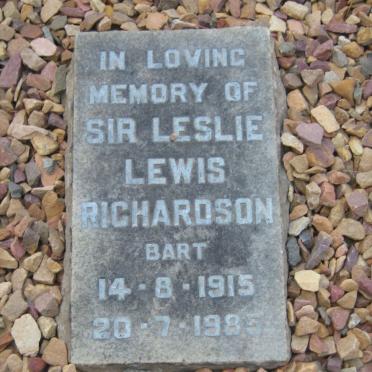 IN LOVING
MEMORY OF
SIR LESLIE
LEWIS
RICHARDSON
BART
14 - 8 - 1915
20 - 7 - 1985